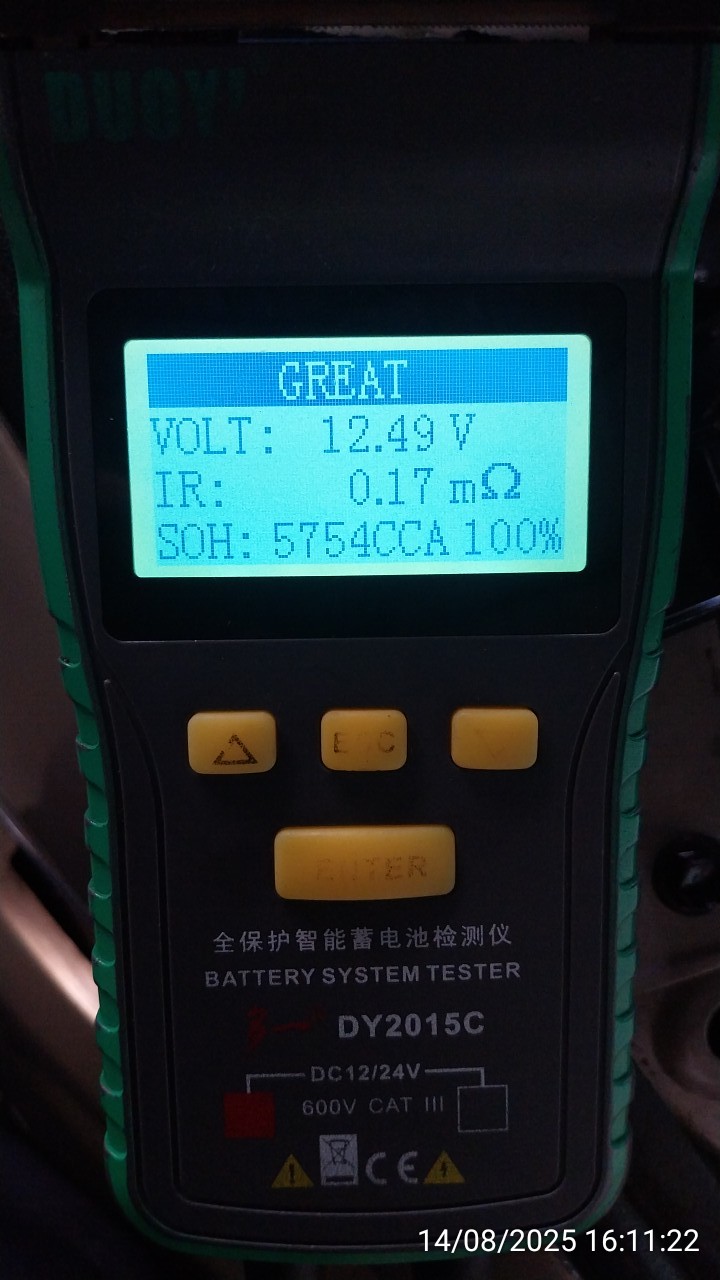 DUOYI
GREAT
VOLT: 12.49 V
IR: 0.17 mΩ
SOH: 5754CCA 100%
ENTER
全保护智能蓄电池检测仪
BATTERY SYSTEM TESTER
DY2015C
DC12/24V
600V CAT III
CE
14/08/2025 16:11:22